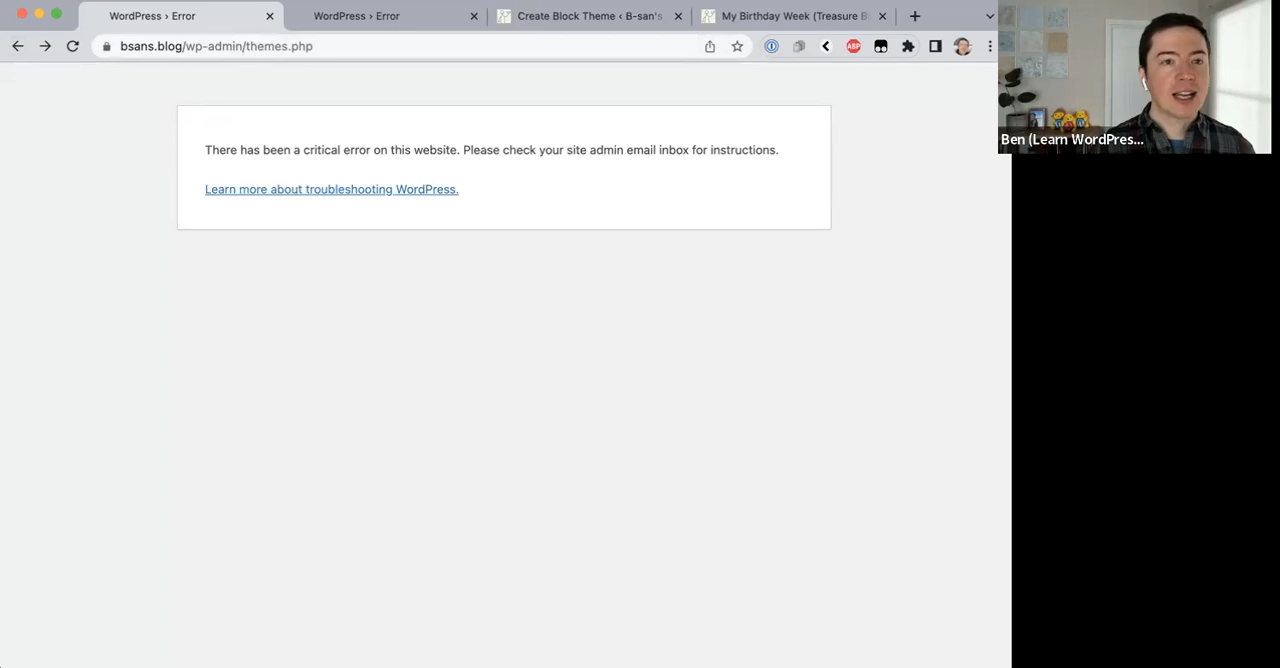 WordPress › Error
WordPress › Error
Create Block Theme ‹ B-san's
My Birthday Week (Treasure B
bsans.blog/wp-admin/themes.php
ABP
There has been a critical error on this website. Please check your site admin email inbox for instructions.
Learn more about troubleshooting WordPress.
Ben (Learn WordPres...